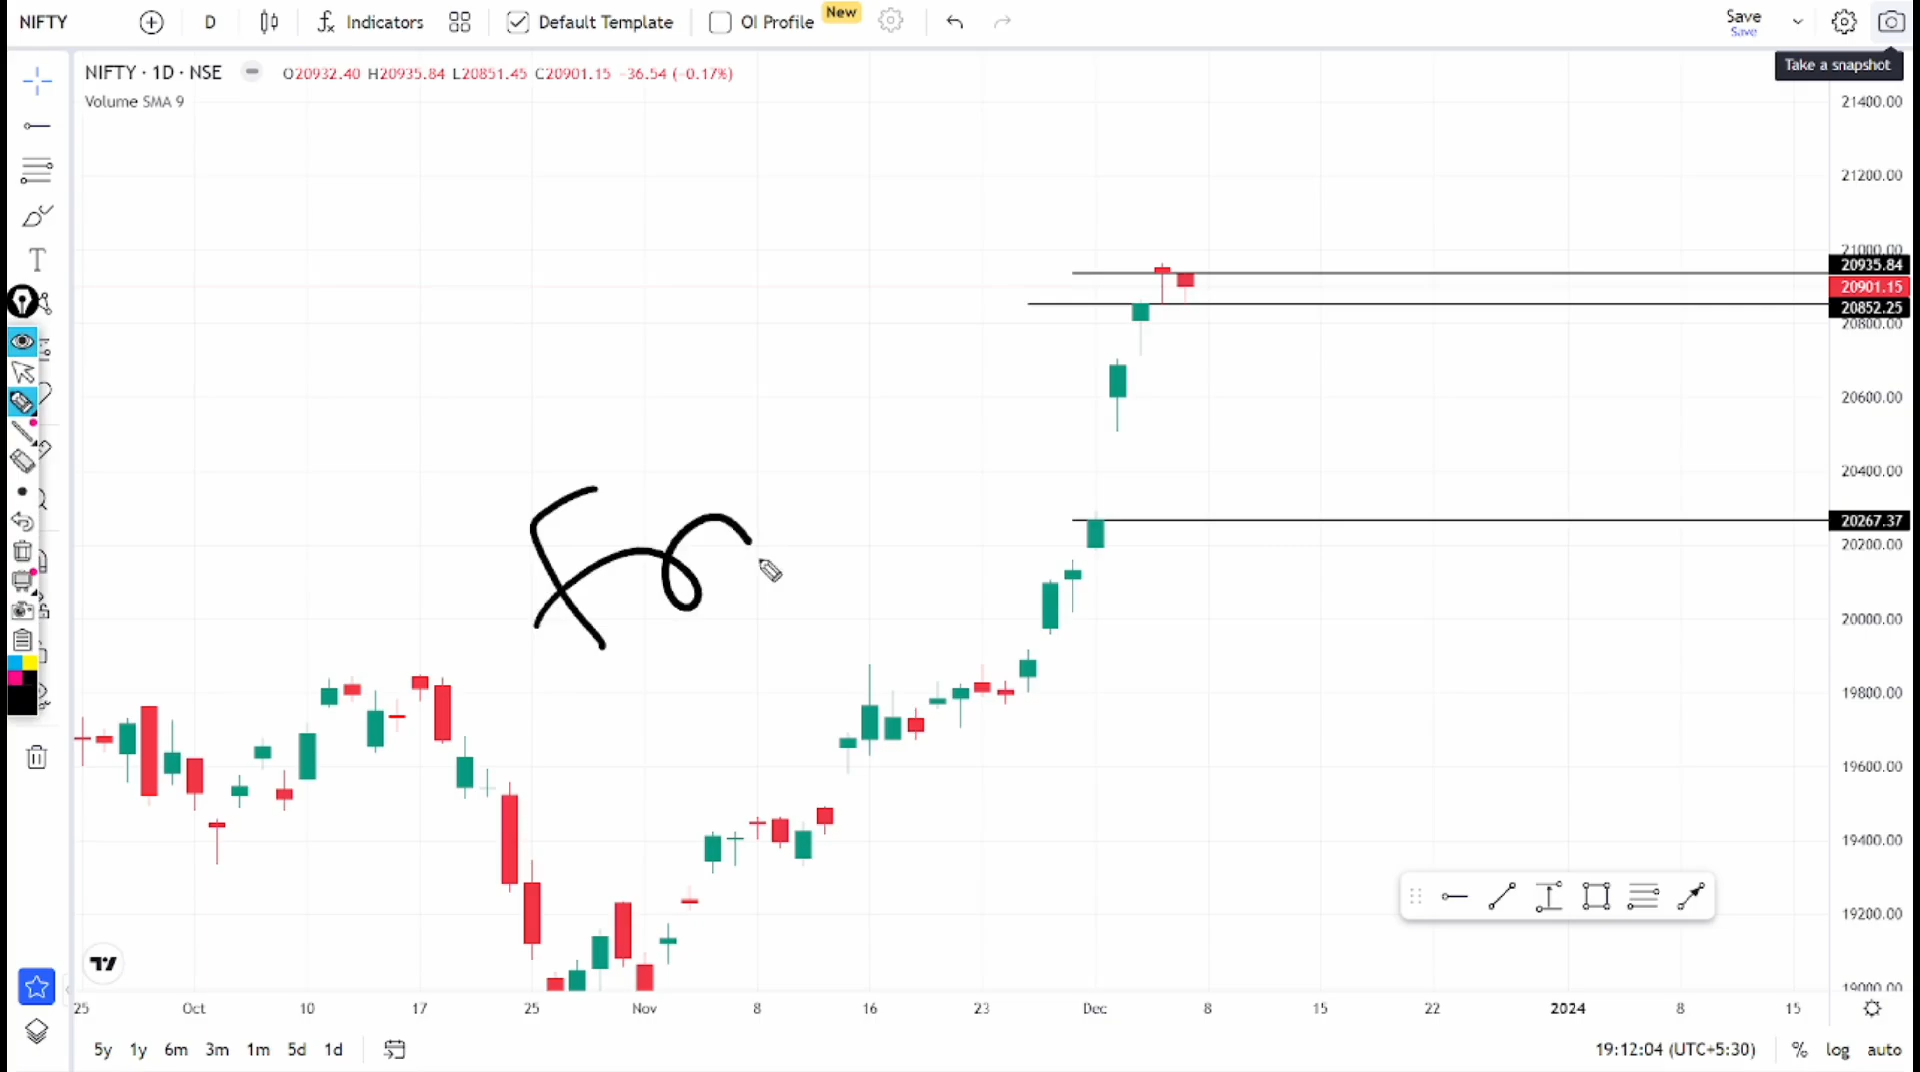 NIFTY D Indicators Default Template OI Profile New Save
Save
Take a snapshot
NIFTY · 1D · NSE O20932.40 H20935.84 L20851.45 C20901.15 −36.54 (−0.17%)
Volume SMA 9
21400.00
21200.00
21000.00
20935.84
20901.15
20852.25
20800.00
20600.00
20400.00
20267.37
20200.00
20000.00
19800.00
19600.00
19400.00
19200.00
19000.00
25 Oct 10 17 25 Nov 8 16 23 Dec 8 15 22 2024 8 15
5y 1y 6m 3m 1m 5d 1d 19:12:04 (UTC+5:30) % log auto